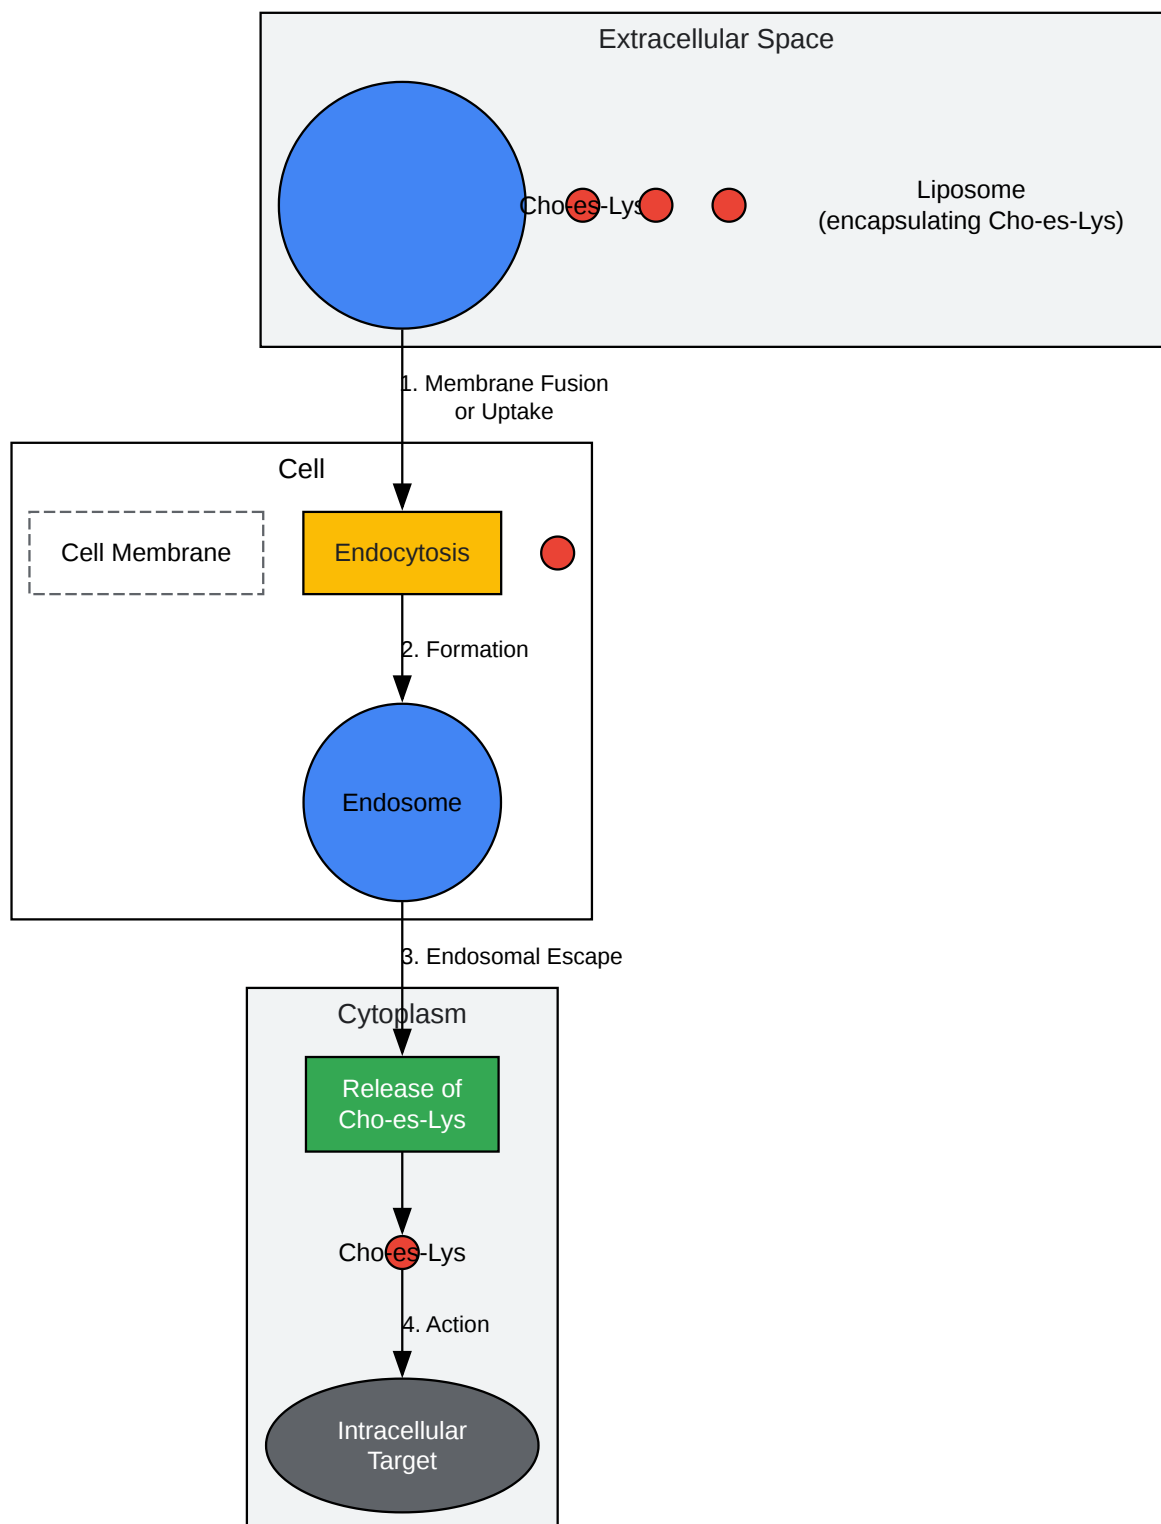 Extracellular Space
Cho-es-Lys
Liposome
(encapsulating Cho-es-Lys)
1. Membrane Fusion
or Uptake
Cell
Cell Membrane
Endocytosis
2. Formation
Endosome
3. Endosomal Escape
Cytoplasm
Release of
Cho-es-Lys
Cho-es-Lys
4. Action
Intracellular
Target